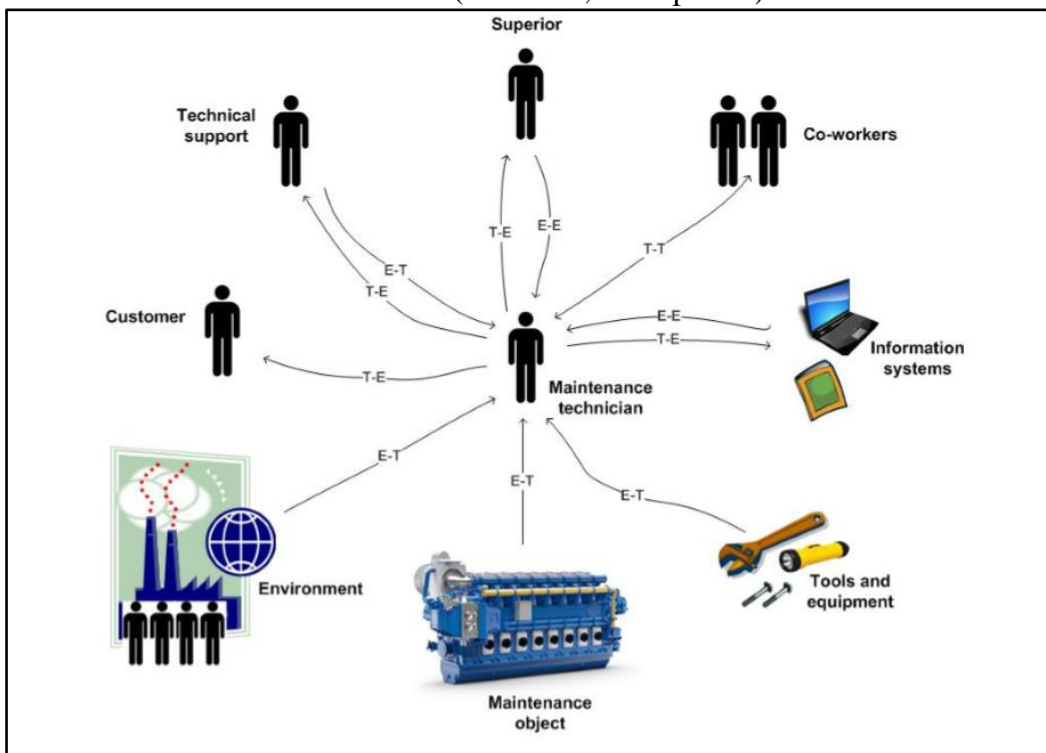 Superior
Technical
support
Co-workers
T-E
E-E
T-T
E-T
T-E
Customer
E-E
T-E
Information
systems
T-E
Maintenance
technician
E-T
E-T
E-T
Environment
Tools and
equipment
Maintenance
object